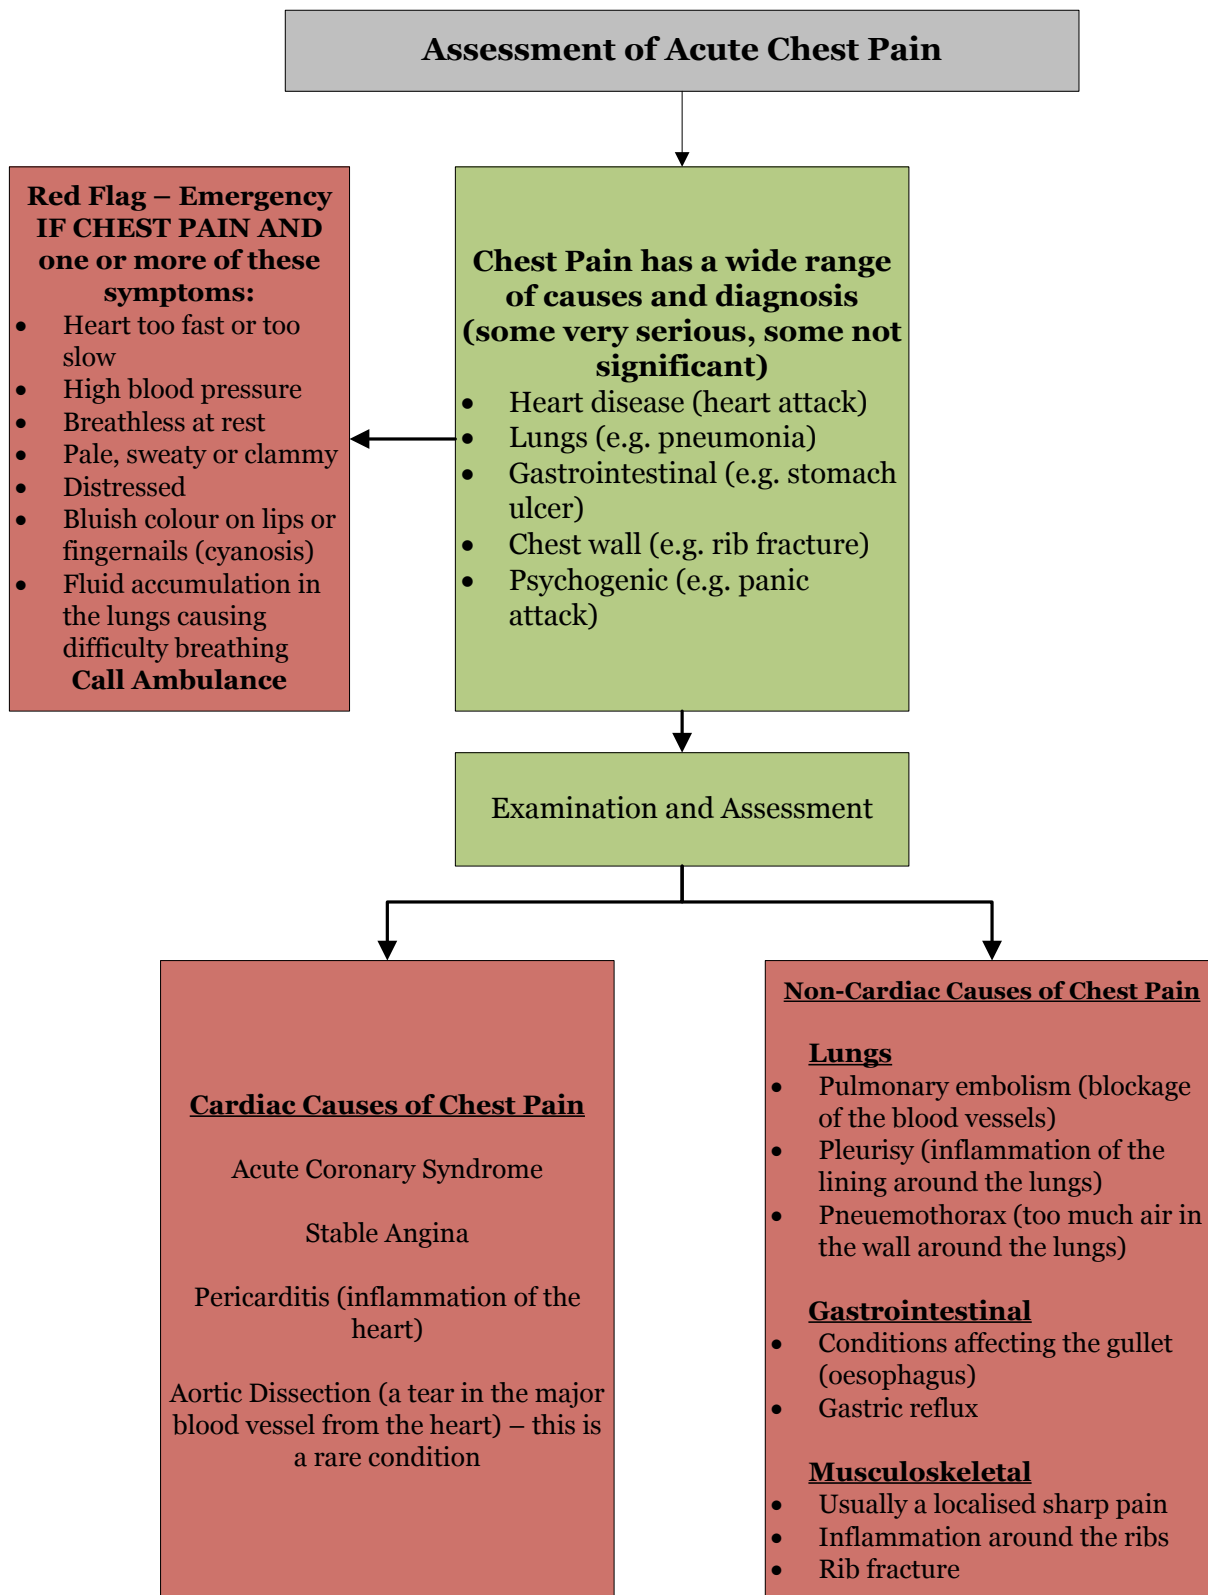 Assessment of Acute Chest Pain
Red Flag – Emergency
IF CHEST PAIN AND
one or more of these
symptoms:
• Heart too fast or too
slow
• High blood pressure
• Breathless at rest
• Pale, sweaty or clammy
• Distressed
• Bluish colour on lips or
fingernails (cyanosis)
• Fluid accumulation in
the lungs causing
difficulty breathing
Call Ambulance
Chest Pain has a wide range
of causes and diagnosis
(some very serious, some not
significant)
• Heart disease (heart attack)
• Lungs (e.g. pneumonia)
• Gastrointestinal (e.g. stomach
ulcer)
• Chest wall (e.g. rib fracture)
• Psychogenic (e.g. panic
attack)
Examination and Assessment
Cardiac Causes of Chest Pain
Acute Coronary Syndrome
Stable Angina
Pericarditis (inflammation of the
heart)
Aortic Dissection (a tear in the major
blood vessel from the heart) – this is
a rare condition
Non-Cardiac Causes of Chest Pain
Lungs
• Pulmonary embolism (blockage
of the blood vessels)
• Pleurisy (inflammation of the
lining around the lungs)
• Pneuemothorax (too much air in
the wall around the lungs)
Gastrointestinal
• Conditions affecting the gullet
(oesophagus)
• Gastric reflux
Musculoskeletal
• Usually a localised sharp pain
• Inflammation around the ribs
• Rib fracture